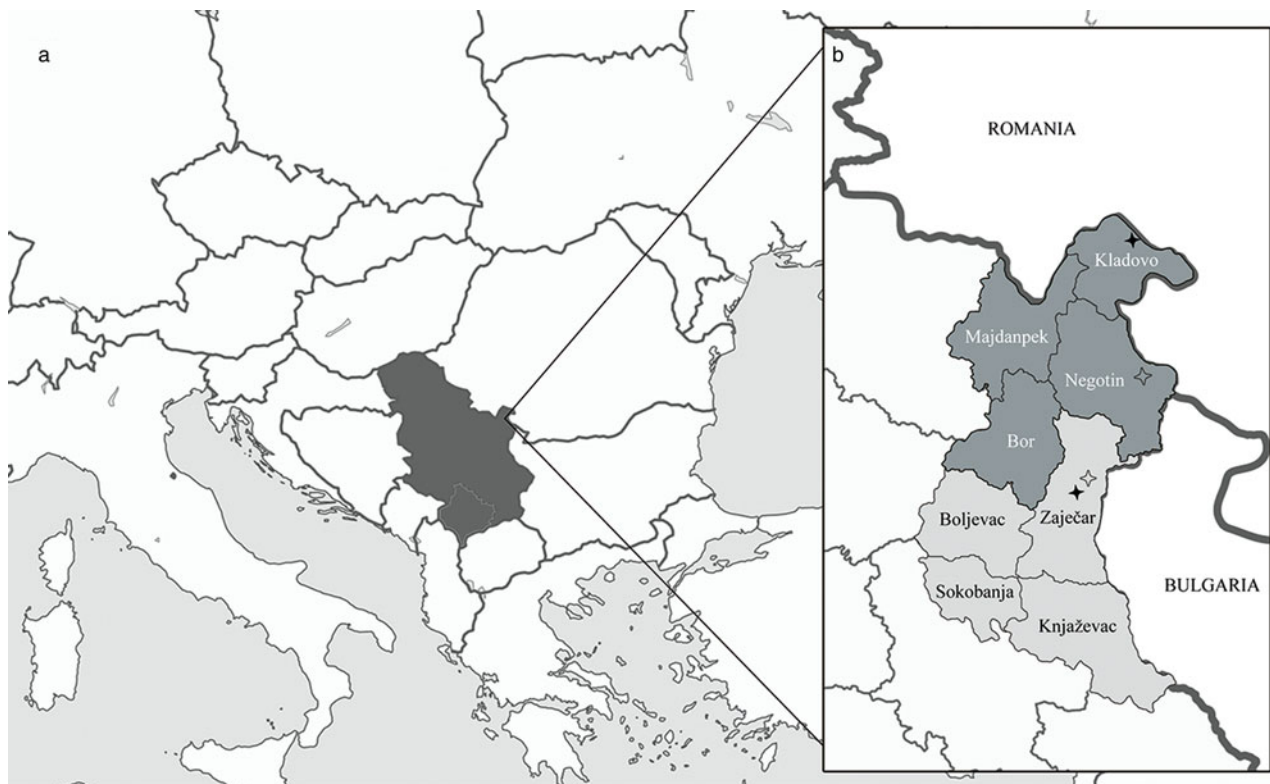 a
b
ROMANIA
Kladovo
Majdanpek
Negotin
Bor
Boljevac
Zaječar
BULGARIA
Sokobanja
Knjaževac